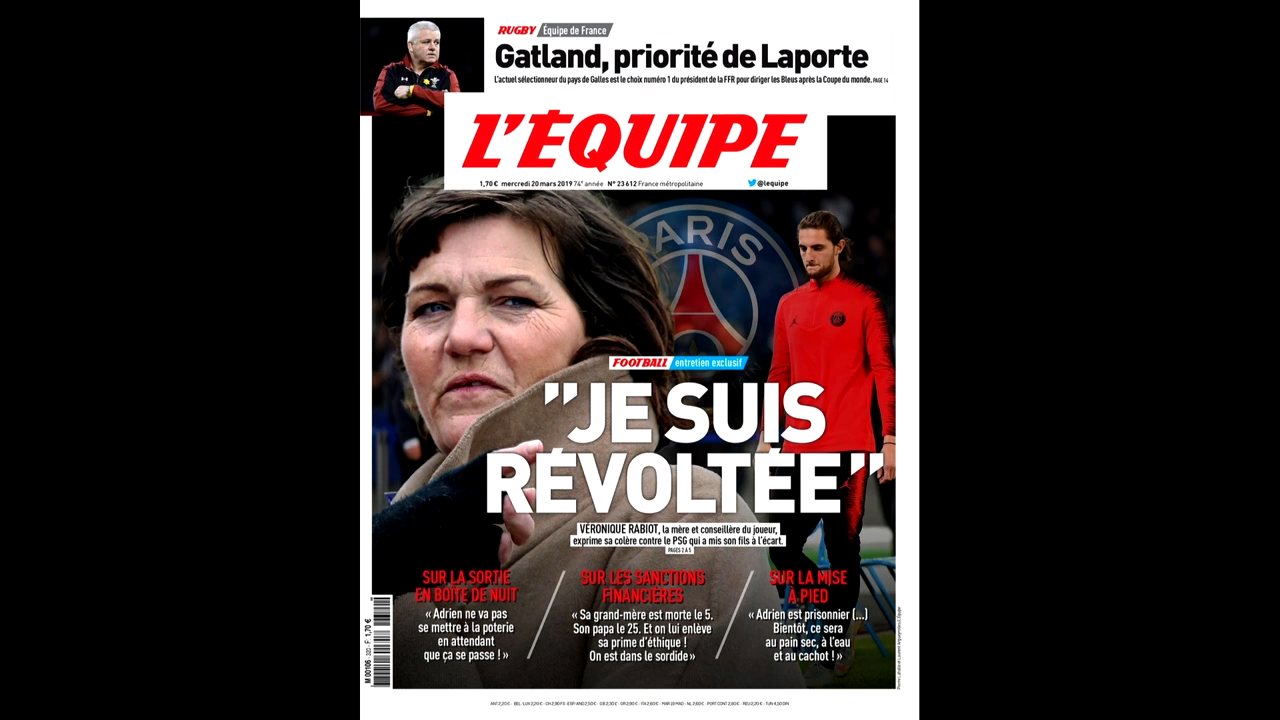 RUGBY Équipe de France
Gatland, priorité de Laporte
L'actuel sélectionneur du pays de Galles est le choix numéro 1 du président de la FFR pour diriger les Bleus après la Coupe du monde. PAGE 14
L'ÉQUIPE
1,70 € mercredi 20 mars 2019 74e année N° 23 612 France métropolitaine @lequipe
PARIS
FOOTBALL entretien exclusif
"JE SUIS
RÉVOLTÉE"
VÉRONIQUE RABIOT, la mère et conseillère du joueur,
exprime sa colère contre le PSG qui a mis son fils à l'écart.
PAGES 2 À 5
SUR LA SORTIE
EN BOÎTE DE NUIT
« Adrien ne va pas
se mettre à la poterie
en attendant
que ça se passe ! »
SUR LES SANCTIONS
FINANCIÈRES
« Sa grand-mère est morte le 5.
Son papa le 25. Et on lui enlève
sa prime d'éthique !
On est dans le sordide »
SUR LA MISE
À PIED
« Adrien est prisonnier (...)
Bientôt, ce sera
au pain sec, à l'eau
et au cachot ! »
M 00106 - 320 - F: 1,70 €